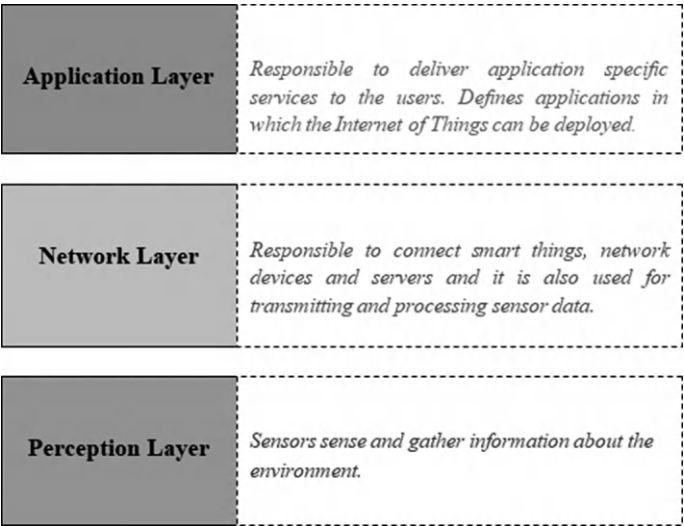 Application Layer
Responsible to deliver application specific
services to the users. Defines applications in
which the Internet of Things can be deployed.
Network Layer
Responsible to connect smart things, network
devices and servers and it is also used for
transmitting and processing sensor data.
Perception Layer
Sensors sense and gather information about the
environment.